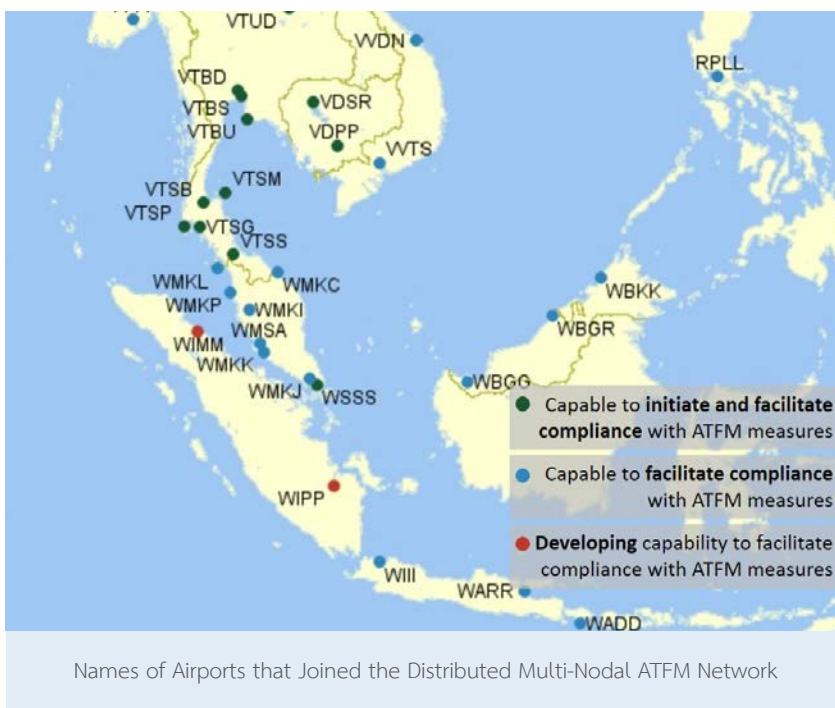 VTUD
VVDN
RPLL
VTBD
VTBS
VTBU
VDSR
VDPP
VVTS
VTSB
VTSM
VTSP
VTSG
VTSS
WMKL
WMKC
WMKP
WMKI
WBKK
WMSA
WIMM
WBGR
WMKK
WMKJ
WSSS
WBGG
Capable to initiate and facilitate
compliance with ATFM measures
Capable to facilitate compliance
with ATFM measures
WIPP
Developing capability to facilitate
compliance with ATFM measures
WIII
WARR
WADD
Names of Airports that Joined the Distributed Multi-Nodal ATFM Network